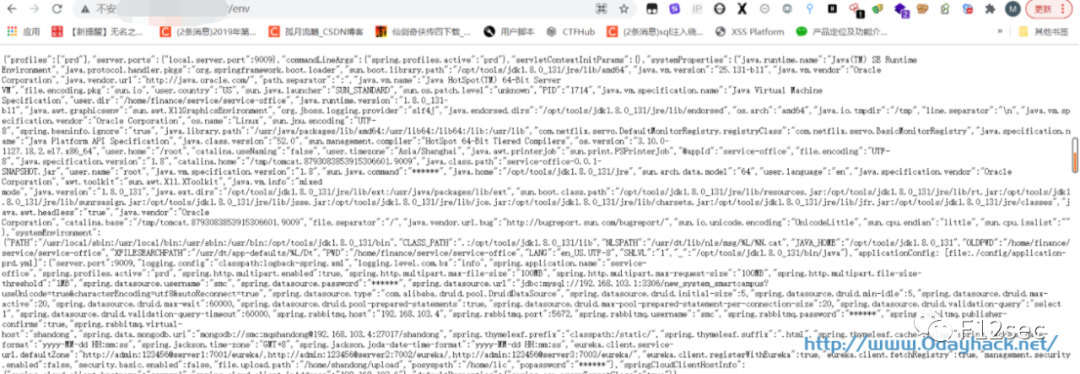 不安
/env
更新
应用
【新提醒】无名之...
(2条消息)2019年第...
孤月流觞_CSDN博客
仙剑奇侠传四下载_...
用户脚本
CTFHub
(2条消息)sql注入绕...
XSS Platform
产品定位及功能介...
其他书签
{"profiles":["prd"],"server.ports":{"local.server.port":9009},"commandLineArgs":{"spring.profiles.active":"prd"},"servletContextInitParams":{},"systemProperties":{"java.runtime.name":"Java(TM) SE Runtime
Environment","java.protocol.handler.pkgs":"org.springframework.boot.loader","sun.boot.library.path":"/opt/tools/jdk1.8.0_131/jre/lib/amd64","java.vm.version":"25.131-b11","java.vm.vendor":"Oracle
Corporation","java.vendor.url":"http://java.oracle.com/","path.separator":":","java.vm.name":"Java HotSpot(TM) 64-Bit Server
VM","file.encoding.pkg":"sun.io","user.country":"US","sun.java.launcher":"SUN_STANDARD","sun.os.patch.level":"unknown","PID":"1714","java.vm.specification.name":"Java Virtual Machine
Specification","user.dir":"/home/finance/service/service-office","java.runtime.version":"1.8.0_131-
b11","java.awt.graphicsenv":"sun.awt.X11GraphicsEnvironment","org.jboss.logging.provider":"slf4j","java.endorsed.dirs":"/opt/tools/jdk1.8.0_131/jre/lib/endorsed","os.arch":"amd64","java.io.tmpdir":"/tmp","line.separator":"\n","java.vm.s
pecification.vendor":"Oracle Corporation","os.name":"Linux","sun.jnu.encoding":"UTF-
8","spring.beaninfo.ignore":"true","java.library.path":"/usr/java/packages/lib/amd64:/usr/lib64:/lib64:/lib:/usr/lib","com.netflix.servo.DefaultMonitorRegistry.registryClass":"com.netflix.servo.BasicMonitorRegistry","java.specification.na
me":"Java Platform API Specification","java.class.version":"52.0","sun.management.compiler":"HotSpot 64-Bit Tiered Compilers","os.version":"3.10.0-
1127.18.2.el7.x86_64","user.home":"/root","catalina.useNaming":"false","user.timezone":"Asia/Shanghai","java.awt.printerjob":"sun.print.PSPrinterJob","@appId":"service-office","file.encoding":"UTF-
8","java.specification.version":"1.8","catalina.home":"/tmp/tomcat.8793083853915306601.9009","java.class.path":"service-office-0.0.1-
SNAPSHOT.jar","user.name":"root","java.vm.specification.version":"1.8","sun.java.command":"******","java.home":"/opt/tools/jdk1.8.0_131/jre","sun.arch.data.model":"64","user.language":"en","java.specification.vendor":"Oracle
Corporation","awt.toolkit":"sun.awt.X11.XToolkit","java.vm.info":"mixed
mode","java.version":"1.8.0_131","java.ext.dirs":"/opt/tools/jdk1.8.0_131/jre/lib/ext:/usr/java/packages/lib/ext","sun.boot.class.path":"/opt/tools/jdk1.8.0_131/jre/lib/resources.jar:/opt/tools/jdk1.8.0_131/jre/lib/rt.jar:/opt/tools/jdk1.8.
0_131/jre/lib/sunrsasign.jar:/opt/tools/jdk1.8.0_131/jre/lib/jsse.jar:/opt/tools/jdk1.8.0_131/jre/lib/jce.jar:/opt/tools/jdk1.8.0_131/jre/lib/charsets.jar:/opt/tools/jdk1.8.0_131/jre/lib/jfr.jar:/opt/tools/jdk1.8.0_131/jre/classes","j
ava.awt.headless":"true","java.vendor":"Oracle
Corporation","catalina.base":"/tmp/tomcat.8793083853915306601.9009","file.separator":"/","java.vendor.url.bug":"http://bugreport.sun.com/bugreport/","sun.io.unicode.encoding":"UnicodeLittle","sun.cpu.endian":"little","sun.cpu.isalist":""
},"systemEnvironment":
{"PATH":"/usr/local/sbin:/usr/local/bin:/usr/sbin:/usr/bin:/opt/tools/jdk1.8.0_131/bin","CLASS_PATH":".:/opt/tools/jdk1.8.0_131/lib","NLSPATH":"/usr/dt/lib/nls/msg/%L/%N.cat","JAVA_HOME":"/opt/tools/jdk1.8.0_131","OLDPWD":"/home/finance/
service/service-office","XFILESEARCHPATH":"/usr/dt/app-defaults/%L/Dt","PWD":"/home/finance/service/service-office","LANG":"en_US.UTF-8","SHLVL":"1","_":"/opt/tools/jdk1.8.0_131/bin/java"},"applicationConfig: [file:./config/application-
prd.yml]":{"server.port":9009,"logging.config":"classpath:logback-spring.xml","logging.level.com.bx":"info","spring.application.name":"service-
office","spring.profiles.active":"prd","spring.http.multipart.enabled":true,"spring.http.multipart.max-file-size":"100MB","spring.http.multipart.max-request-size":"100MB","spring.http.multipart.file-size-
threshold":"1MB","spring.datasource.username":"smc","spring.datasource.password":"******","spring.datasource.url":"jdbc:mysql://192.168.103.1:3306/new_system_smartcampus?
useUnicode=true&characterEncoding=utf8&autoReconnect=true","spring.datasource.type":"com.alibaba.druid.pool.DruidDataSource","spring.datasource.druid.initial-size":5,"spring.datasource.druid.min-idle":5,"spring.datasource.druid.max-
active":20,"spring.datasource.druid.max-wait":60000,"spring.datasource.druid.pool-prepared-statements":true,"spring.datasource.druid.max-pool-prepared-statement-per-connection-size":20,"spring.datasource.druid.validation-query":"select
1","spring.datasource.druid.validation-query-timeout":60000,"spring.rabbitmq.host":"192.168.103.4","spring.rabbitmq.port":5672,"spring.rabbitmq.username":"smc","spring.rabbitmq.password":"******","spring.rabbitmq.publisher-
confirms":true,"spring.rabbitmq.virtual-
host":"shandong","spring.data.mongodb.uri":"mongodb://smc:mqshandong@192.168.103.4:27017/shandong","spring.thymeleaf.prefix":"classpath:/static/","spring.thymeleaf.suffix":".html","spring.thymeleaf.cache"
format":"yyyy-MM-dd HH:mm:ss","spring.jackson.time-zone":"GMT+8","spring.jackson.joda-date-time-format":"yyyy-MM-dd HH:mm:ss","eureka.client.service-
url.defaultZone":"http://admin:123456@server1:7001/eureka/,http://admin:123456@server2:7002/eureka/,http://admin:123456@server3:7003/eureka/","eureka.client.registerWithEureka":true,"eureka.client.fetchRegistry":true,"management.security
.enabled":false,"security.basic.enabled":false,"file.upload.path":"/home/shandong/upload","posypath":"/home/lic","popassword":"******"},"springCloudClientHostInfo":
F12sec
http://www.0dayhack.net/